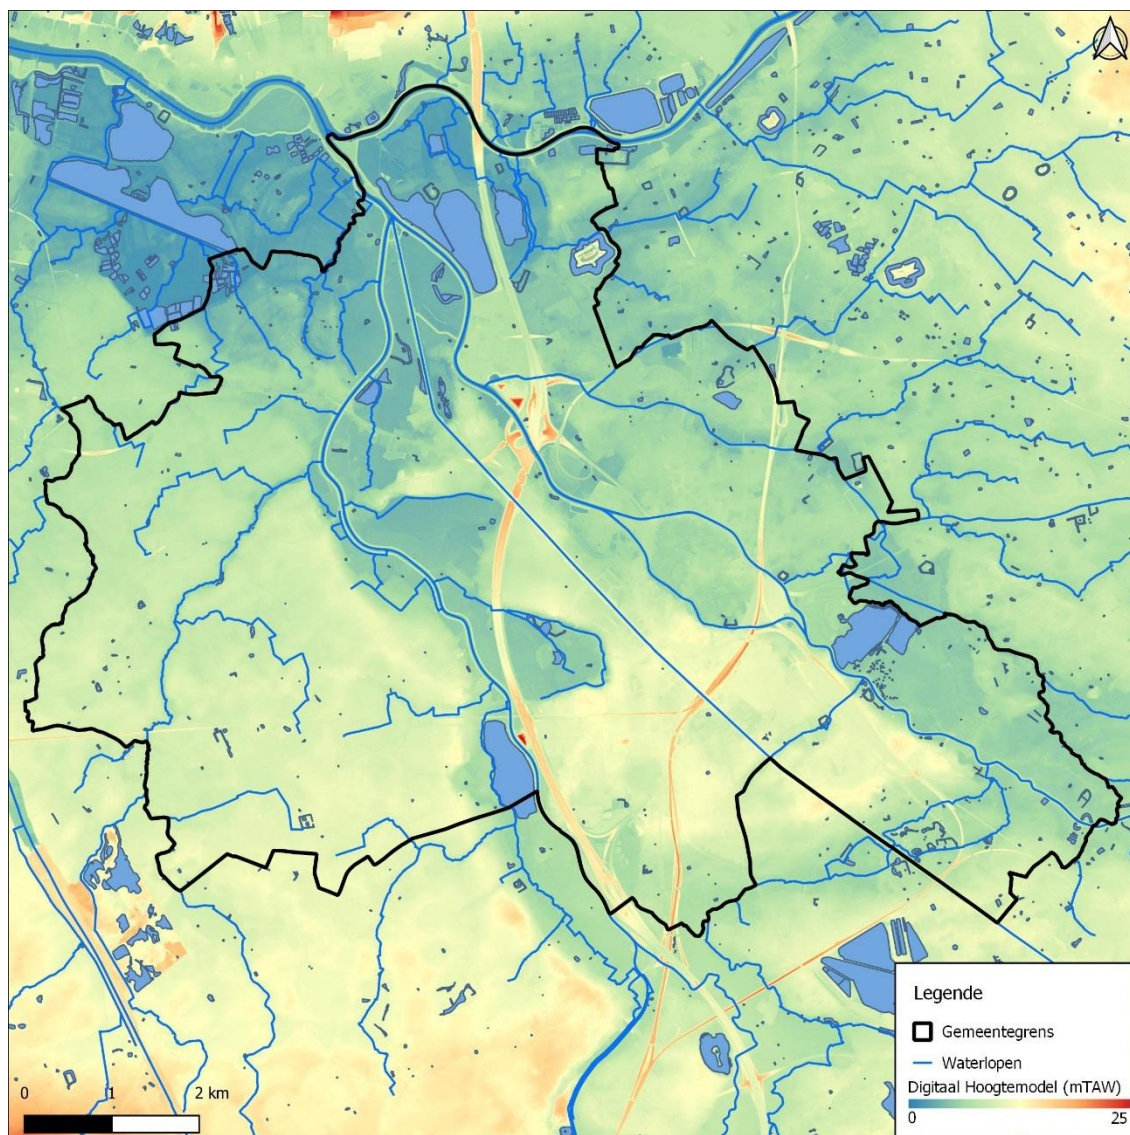 Legende
Gemeentegrens
Waterlopen
Digitaal Hoogtemodel (mTAW)
0 25
0 1 2 km